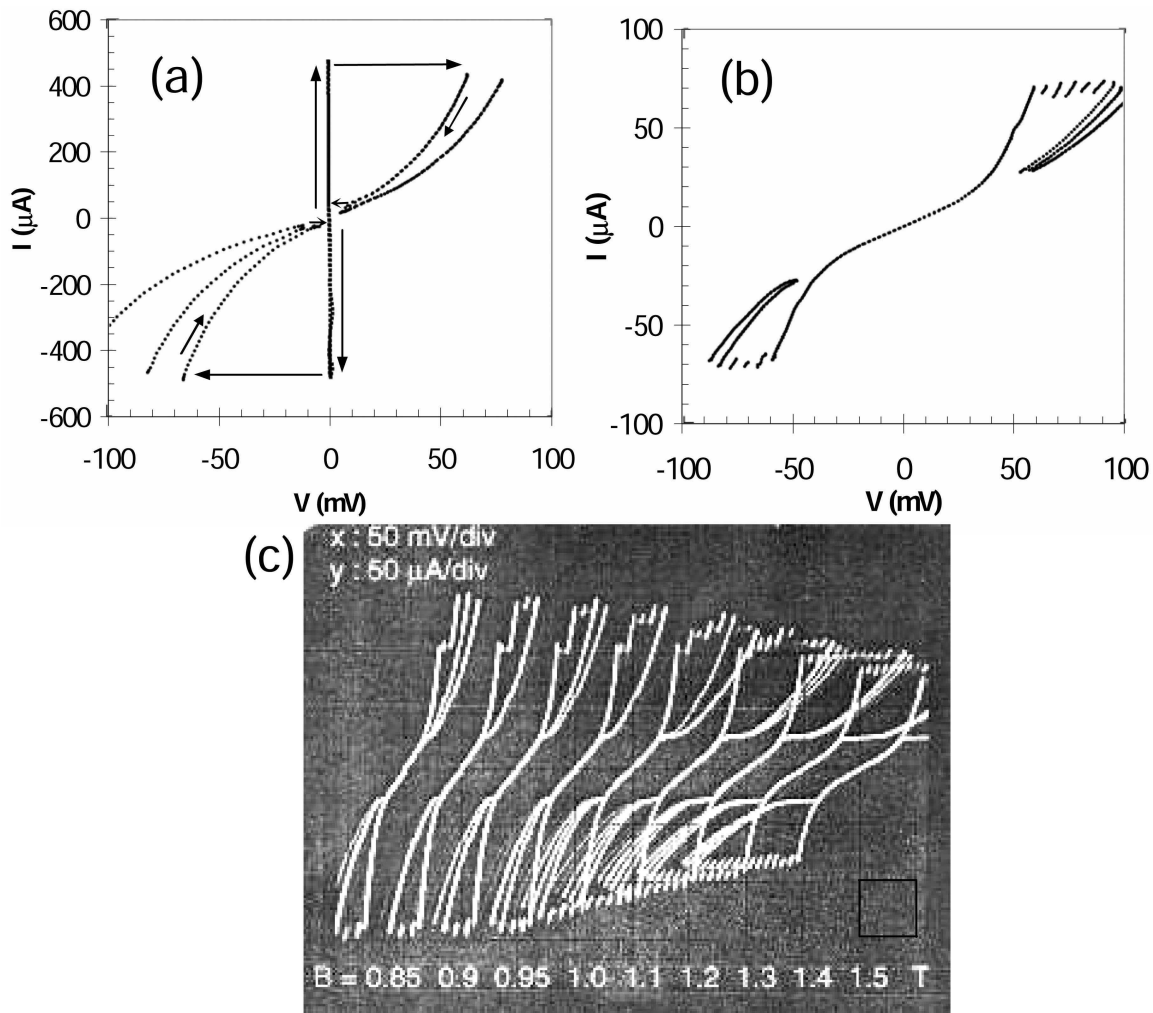 (a)
600
400
200
0
-200
-400
-600
I (μA)
-100 -50 0 50 100
V (mV)
(b)
100
50
0
-50
-100
I (μA)
-100 -50 0 50 100
V (mV)
(c)
x : 50 mV/div
y : 50 μA/div
B = 0.85 0.9 0.95 1.0 1.1 1.2 1.3 1.4 1.5 T